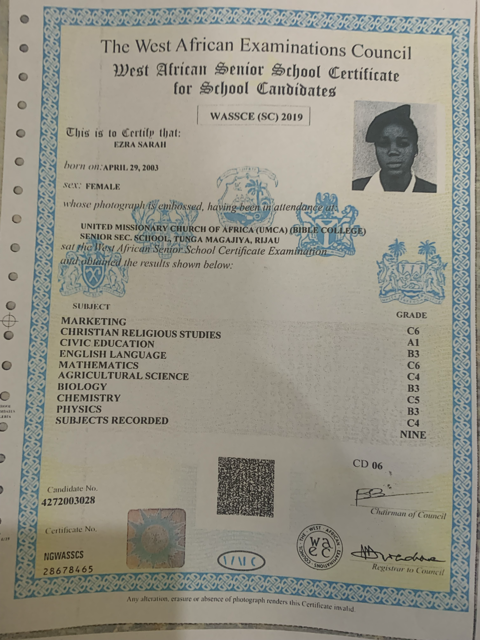 The West African Examinations Council
West African Senior School Certificate
for School Candidates
WASSCE (SC) 2019
This is to Certify that:
EZRA SARAH
born on: APRIL 29, 2003
sex: FEMALE
whose photograph is embossed, having been in attendance at
UNITED MISSIONARY CHURCH OF AFRICA (UMCA) (BIBLE COLLEGE)
SENIOR SEC. SCHOOL, TUNGA MAGAJIYA, RIJAU
sat the West African Senior School Certificate Examination
and obtained the results shown below:
SUBJECT GRADE
MARKETING C6
CHRISTIAN RELIGIOUS STUDIES A1
CIVIC EDUCATION B3
ENGLISH LANGUAGE C6
MATHEMATICS C4
AGRICULTURAL SCIENCE B3
BIOLOGY C5
CHEMISTRY B3
PHYSICS C4
SUBJECTS RECORDED NINE
CD 06
Candidate No.
4272003028
Chairman of Council
Certificate No.
NGWASSCS
28678465
THE WEST AFRICAN EXAMINATIONS COUNCIL
waec
Registrar to Council
Any alteration, erasure or absence of photograph renders this Certificate invalid.